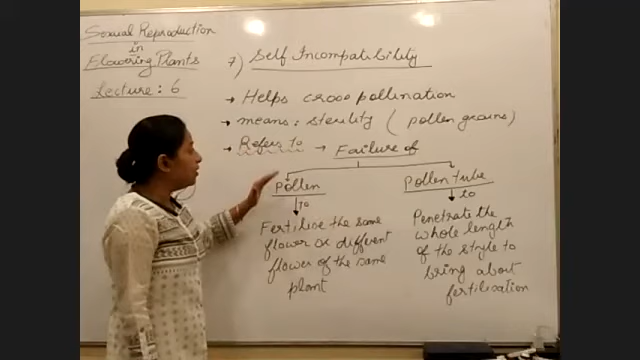 Sexual Reproduction
in
Flowering Plants
Lecture : 6
7) Self Incompatibility
→ Helps cross pollination
→ means : sterility ( pollen grains)
→ Refers to → Failure of
Pollen
↓ to
Fertilise the same
flower or different
flower of the same
plant
Pollen tube
↓ to
Penetrate the
whole length
of the style to
bring about
fertilisation